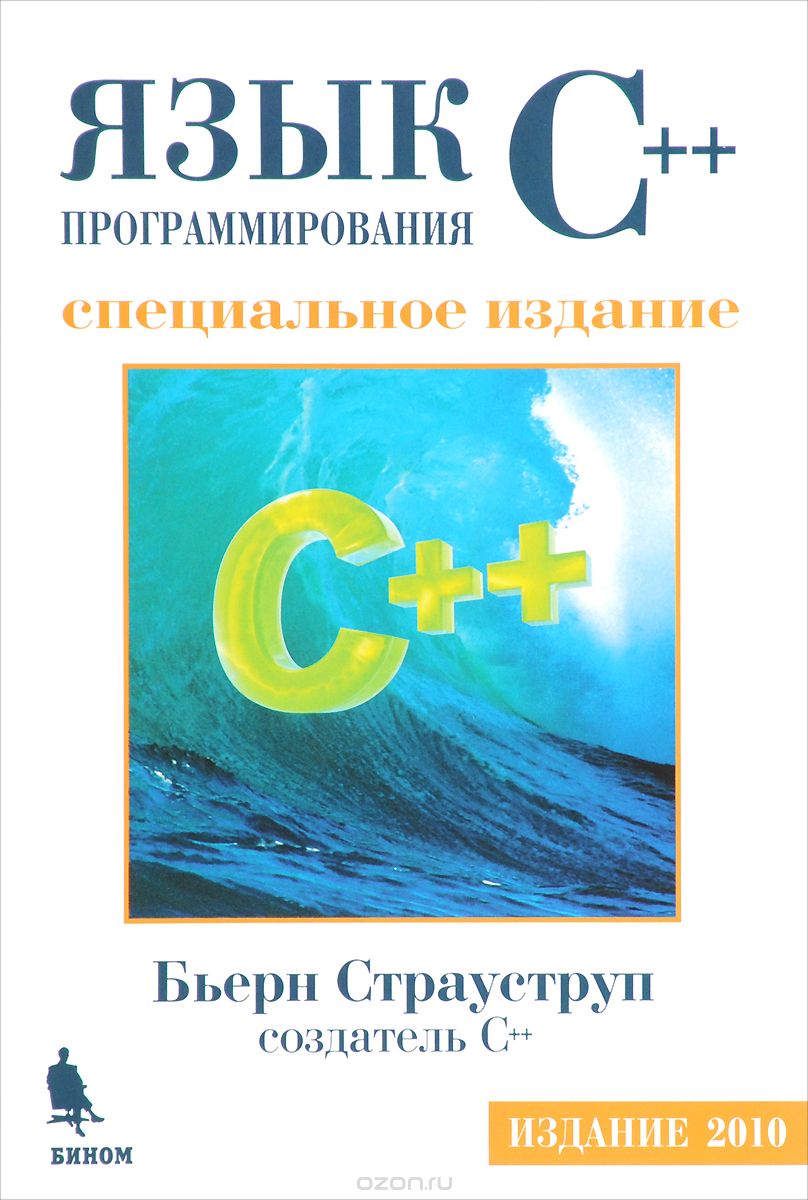 ЯЗЫК C++
ПРОГРАММИРОВАНИЯ
специальное издание
C++
Бьерн Страуструп
создатель C++
БИНОМ
ИЗДАНИЕ 2010
ozon.ru